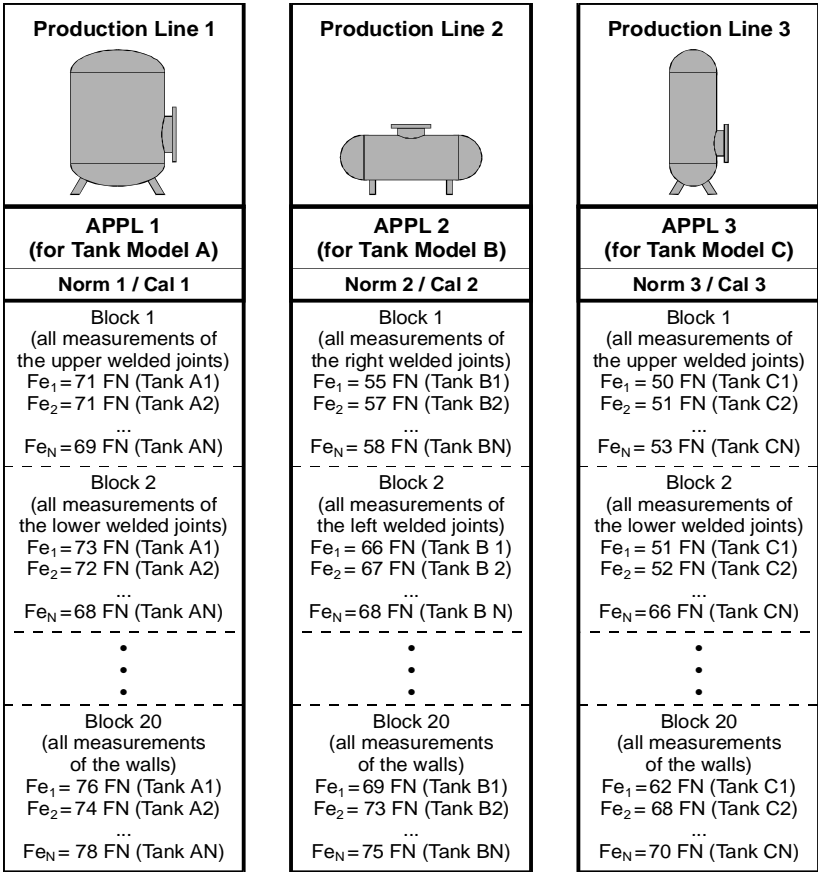 Production Line 1
APPL 1
(for Tank Model A)
Norm 1 / Cal 1
Block 1
(all measurements of
the upper welded joints)
Fe₁ = 71 FN (Tank A1)
Fe₂ = 71 FN (Tank A2)
...
Fe_N = 69 FN (Tank AN)
Block 2
(all measurements of
the lower welded joints)
Fe₁ = 73 FN (Tank A1)
Fe₂ = 72 FN (Tank A2)
...
Fe_N = 68 FN (Tank AN)
Block 20
(all measurements
of the walls)
Fe₁ = 76 FN (Tank A1)
Fe₂ = 74 FN (Tank A2)
...
Fe_N = 78 FN (Tank AN)
Production Line 2
APPL 2
(for Tank Model B)
Norm 2 / Cal 2
Block 1
(all measurements of
the right welded joints)
Fe₁ = 55 FN (Tank B1)
Fe₂ = 57 FN (Tank B2)
...
Fe_N = 58 FN (Tank BN)
Block 2
(all measurements of
the left welded joints)
Fe₁ = 66 FN (Tank B 1)
Fe₂ = 67 FN (Tank B 2)
...
Fe_N = 68 FN (Tank B N)
Block 20
(all measurements
of the walls)
Fe₁ = 69 FN (Tank B1)
Fe₂ = 73 FN (Tank B2)
...
Fe_N = 75 FN (Tank BN)
Production Line 3
APPL 3
(for Tank Model C)
Norm 3 / Cal 3
Block 1
(all measurements of
the upper welded joints)
Fe₁ = 50 FN (Tank C1)
Fe₂ = 51 FN (Tank C2)
...
Fe_N = 53 FN (Tank CN)
Block 2
(all measurements of
the lower welded joints)
Fe₁ = 51 FN (Tank C1)
Fe₂ = 52 FN (Tank C2)
...
Fe_N = 66 FN (Tank CN)
Block 20
(all measurements
of the walls)
Fe₁ = 62 FN (Tank C1)
Fe₂ = 68 FN (Tank C2)
...
Fe_N = 70 FN (Tank CN)